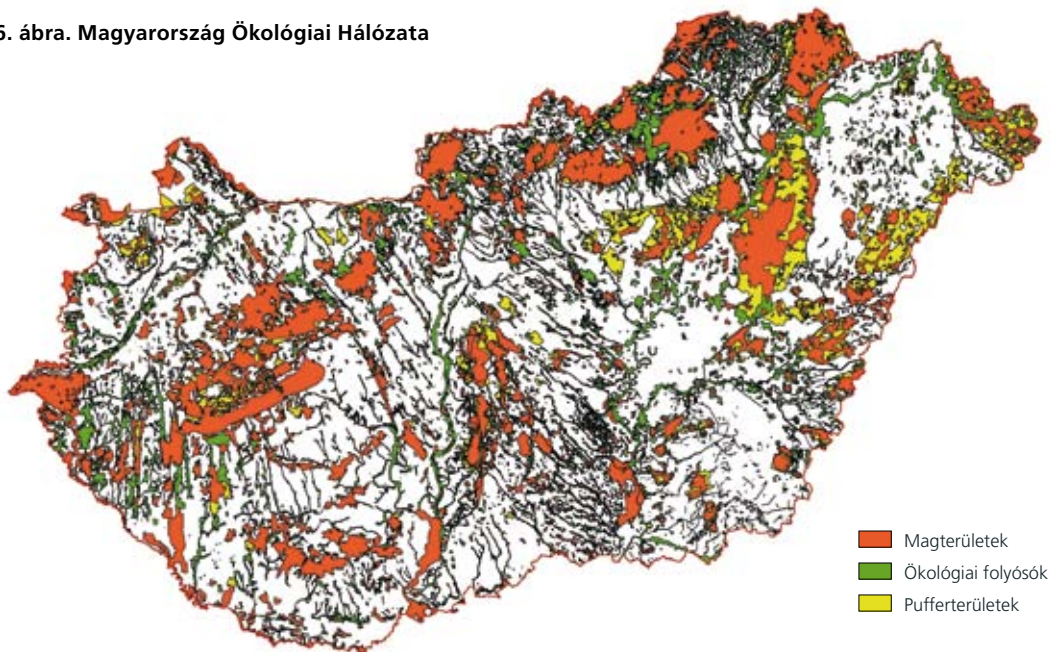 6. ábra. Magyarország Ökológiai Hálózata
Magterületek
Ökológiai folyósók
Pufferterületek